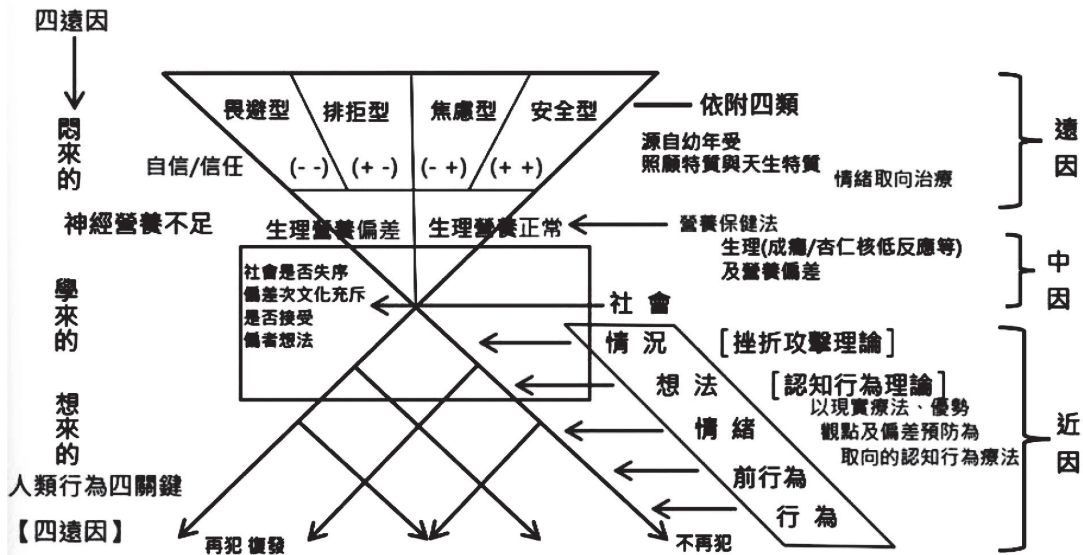 四遠因
畏避型
排拒型
焦慮型
安全型
依附四類
遠因
悶來的
自信/信任
(- -)
(+ -)
(- +)
(+ +)
源自幼年受
照顧特質與天生特質
情緒取向治療
神經營養不足
生理營養偏差
生理營養正常
營養保健法
生理(成癮/杏仁核低反應等)
及營養偏差
中因
社會是否失序
偏差次文化充斥
是否接受
偏者想法
學來的
社會
情況
[挫折攻擊理論]
想法
[認知行為理論]
以現實療法、優勢
觀點及偏差預防為
取向的認知行為療法
近因
想來的
情緒
前行為
行為
人類行為四關鍵
【四遠因】
再犯 復發
不再犯